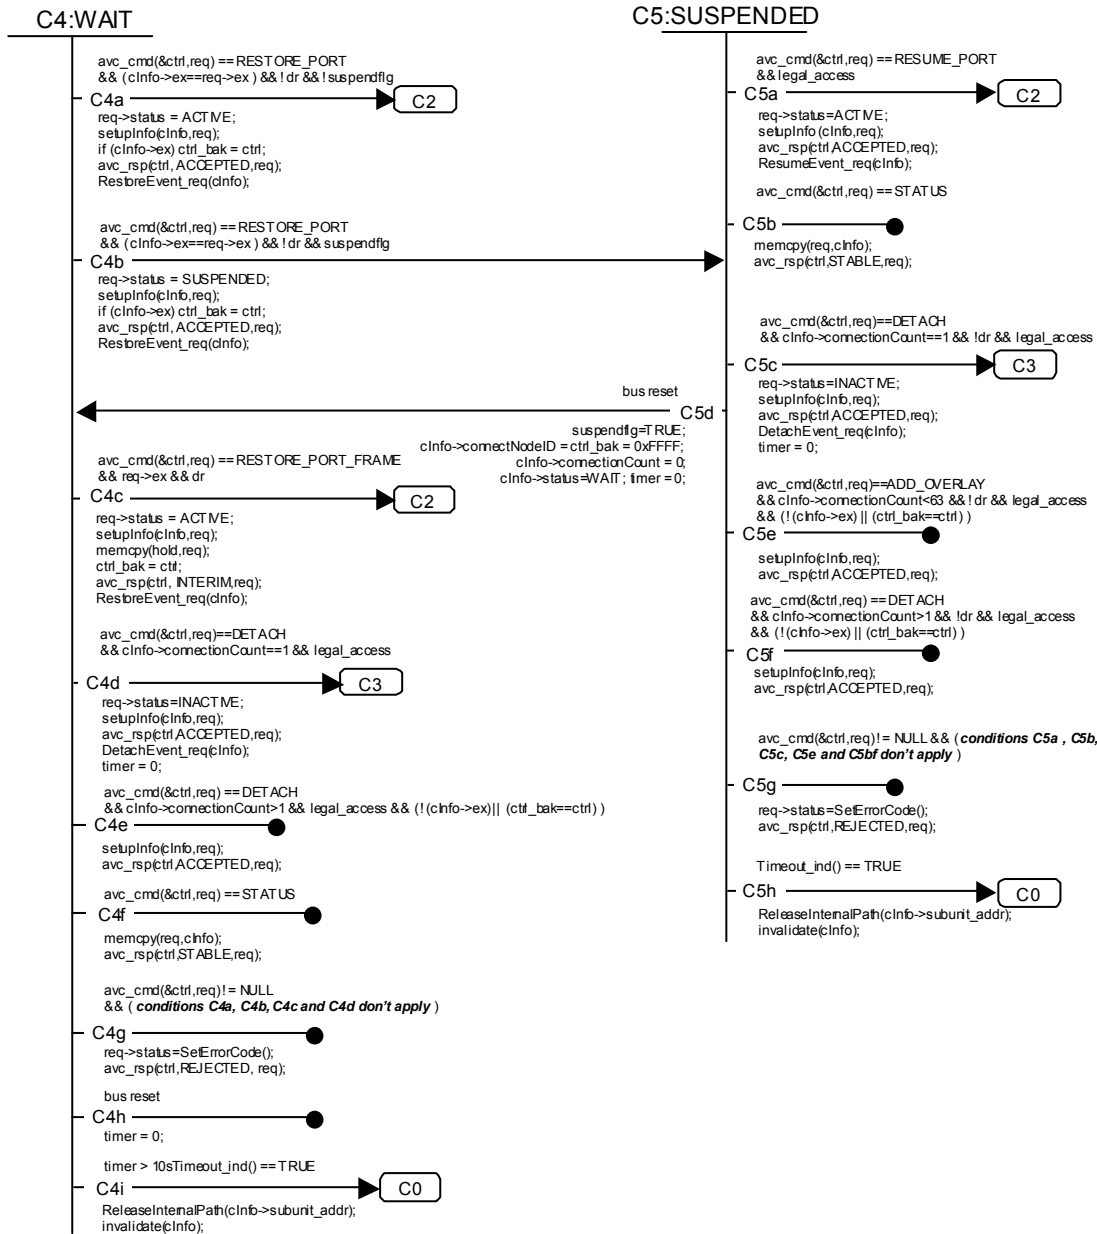 C4:WAIT
avc_cmd(&ctrl,req) == RESTORE_PORT
&& ( cInfo->ex==req->ex ) && ! dr && ! suspendflg
C4a
C2
req->status = ACTIVE;
setupInfo(cInfo,req);
if (cInfo->ex) ctrl_bak = ctrl;
avc_rsp(ctrl, ACCEPTED,req);
RestoreEvent_req(cInfo);
avc_cmd(&ctrl,req) == RESTORE_PORT
&& ( cInfo->ex==req->ex ) && ! dr && suspendflg
C4b
req->status = SUSPENDED;
setupInfo(cInfo,req);
if (cInfo->ex) ctrl_bak = ctrl;
avc_rsp(ctrl, ACCEPTED,req);
RestoreEvent_req(cInfo);
avc_cmd(&ctrl,req) == RESTORE_PORT_FRAME
&& req->ex && dr
C4c
C2
req->status = ACTIVE;
setupInfo(cInfo,req);
memcpy(hold,req);
ctrl_bak = ctrl;
avc_rsp(ctrl, INTERIM,req);
RestoreEvent_req(cInfo);
avc_cmd(&ctrl,req)==DETACH
&& cInfo->connectionCount==1 && legal_access
C4d
C3
req->status=INACTIVE;
setupInfo(cInfo,req);
avc_rsp(ctrl,ACCEPTED,req);
DetachEvent_req(cInfo);
timer = 0;
avc_cmd(&ctrl,req) == DETACH
&& cInfo->connectionCount>1 && legal_access && (! (cInfo->ex)|| (ctrl_bak==ctrl) )
C4e
setupInfo(cInfo,req);
avc_rsp(ctrl,ACCEPTED,req);
avc_cmd(&ctrl,req) == STATUS
C4f
memcpy(req,cInfo);
avc_rsp(ctrl,STABLE,req);
avc_cmd(&ctrl,req)! = NULL
&& ( conditions C4a, C4b, C4c and C4d don't apply )
C4g
req->status=SetErrorCode();
avc_rsp(ctrl,REJECTED, req);
bus reset
C4h
timer = 0;
timer > 10sTimeout_ind() == TRUE
C4i
C0
ReleaseInternalPath(cInfo->subunit_addr);
invalidate(cInfo);
C5:SUSPENDED
avc_cmd(&ctrl,req) == RESUME_PORT
&& legal_access
C5a
C2
req->status=ACTIVE;
setupInfo (cInfo,req);
avc_rsp(ctrl,ACCEPTED,req);
ResumeEvent_req(cInfo);
avc_cmd(&ctrl,req) == STATUS
C5b
memcpy(req,cInfo);
avc_rsp(ctrl,STABLE,req);
avc_cmd(&ctrl,req)==DETACH
&& cInfo->connectionCount==1 && !dr && legal_access
C5c
C3
req->status=INACTIVE;
setupInfo(cInfo,req);
avc_rsp(ctrl,ACCEPTED,req);
DetachEvent_req(cInfo);
timer = 0;
bus reset
C5d
suspendflg=TRUE;
cInfo->connectNodeID = ctrl_bak = 0xFFFF;
cInfo->connectionCount = 0;
cInfo->status=WAIT; timer = 0;
avc_cmd(&ctrl,req)==ADD_OVERLAY
&& cInfo->connectionCount<63 && ! dr && legal_access
&& (! (cInfo->ex) || (ctrl_bak==ctrl) )
C5e
setupInfo(cInfo,req);
avc_rsp(ctrl,ACCEPTED,req);
avc_cmd(&ctrl,req) == DETACH
&& cInfo->connectionCount>1 && !dr && legal_access
&& (! (cInfo->ex) || (ctrl_bak==ctrl) )
C5f
setupInfo(cInfo,req);
avc_rsp(ctrl,ACCEPTED,req);
avc_cmd(&ctrl,req)! = NULL && ( conditions C5a , C5b,
C5c, C5e and C5bf don't apply )
C5g
req->status=SetErrorCode();
avc_rsp(ctrl,REJECTED,req);
Timeout_ind() == TRUE
C5h
C0
ReleaseInternalPath(cInfo->subunit_addr);
invalidate(cInfo);